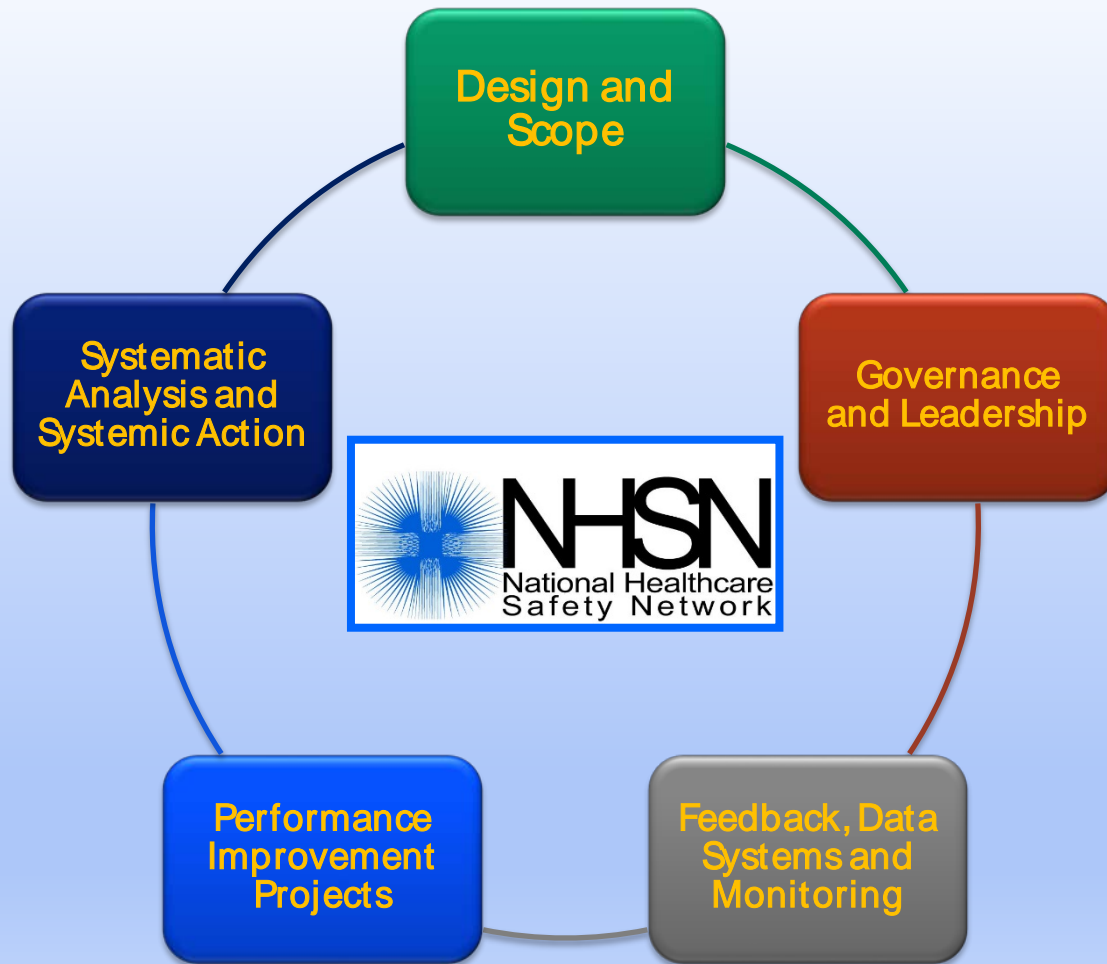 Design and
Scope
Governance
and Leadership
Feedback, Data
Systems and
Monitoring
Performance
Improvement
Projects
Systematic
Analysis and
Systemic Action
NHSN
National Healthcare
Safety Network